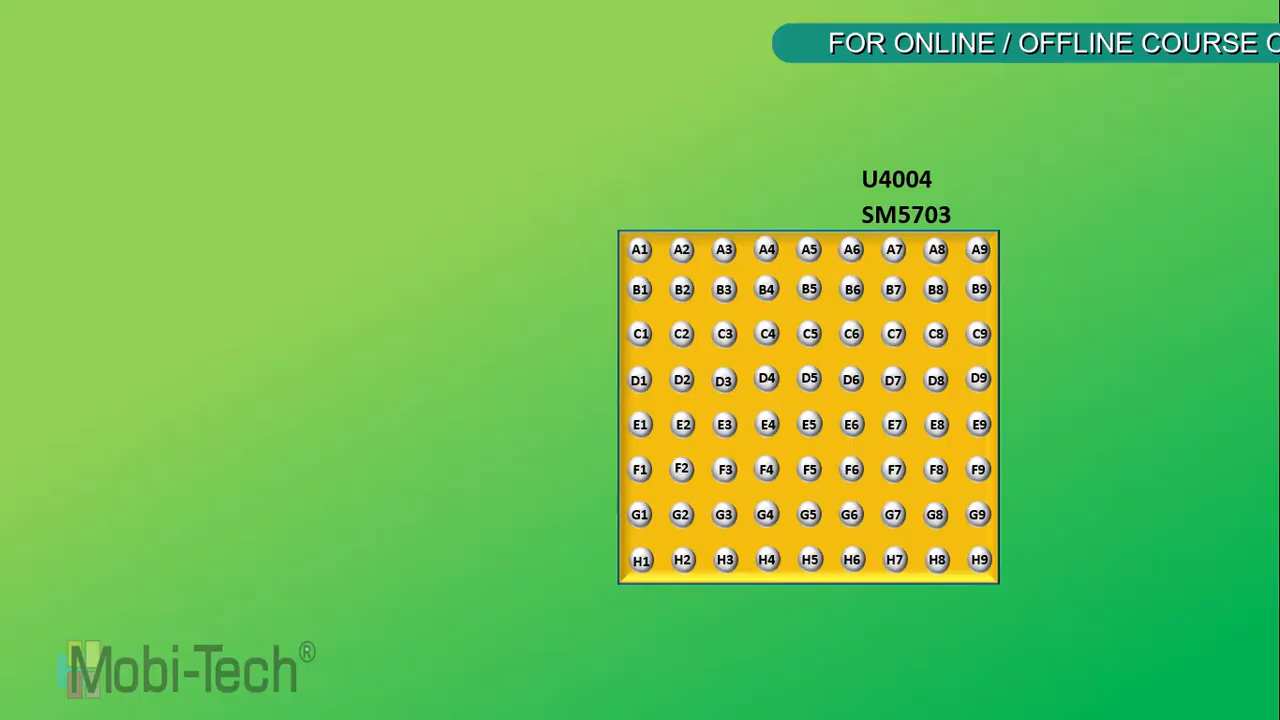 FOR ONLINE / OFFLINE COURSE
U4004
SM5703
A1 A2 A3 A4 A5 A6 A7 A8 A9
B1 B2 B3 B4 B5 B6 B7 B8 B9
C1 C2 C3 C4 C5 C6 C7 C8 C9
D1 D2 D3 D4 D5 D6 D7 D8 D9
E1 E2 E3 E4 E5 E6 E7 E8 E9
F1 F2 F3 F4 F5 F6 F7 F8 F9
G1 G2 G3 G4 G5 G6 G7 G8 G9
H1 H2 H3 H4 H5 H6 H7 H8 H9
Mobi-Tech®